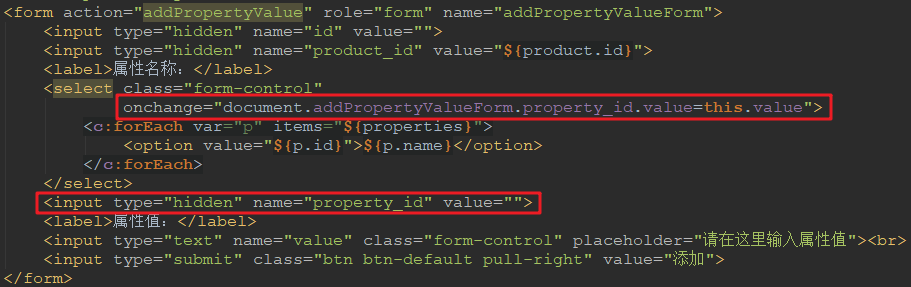 <form action="addPropertyValue" role="form" name="addPropertyValueForm">
<input type="hidden" name="id" value="">
<input type="hidden" name="product_id" value="${product.id}">
<label>属性名称：</label>
<select class="form-control"
onchange="document.addPropertyValueForm.property_id.value=this.value">
<c:forEach var="p" items="${properties}">
<option value="${p.id}">${p.name}</option>
</c:forEach>
</select>
<input type="hidden" name="property_id" value="">
<label>属性值：</label>
<input type="text" name="value" class="form-control" placeholder="请在这里输入属性值"><br>
<input type="submit" class="btn btn-default pull-right" value="添加">
</form>